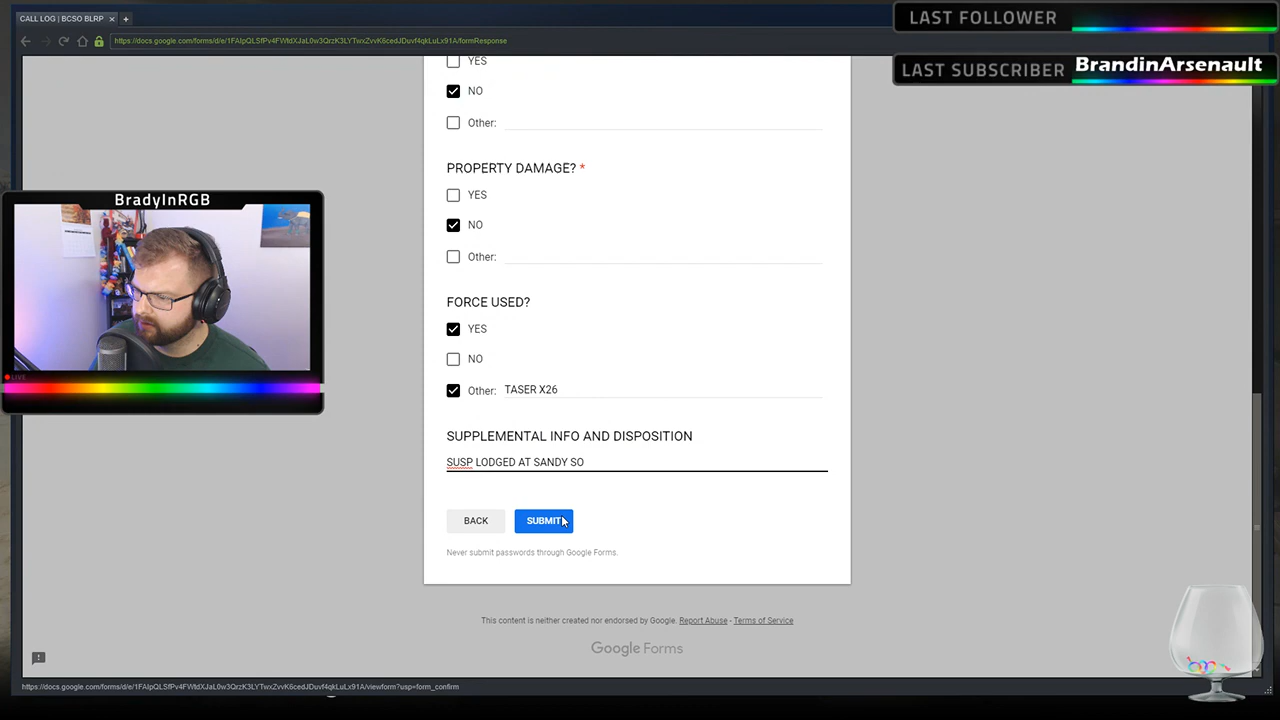 CALL LOG | BCSO BLRP
LAST FOLLOWER
LAST SUBSCRIBER BrandinArsenault
YES
NO
Other:
PROPERTY DAMAGE? *
YES
NO
Other:
BradyInRGB
LIVE
FORCE USED?
YES
NO
Other: TASER X26
SUPPLEMENTAL INFO AND DISPOSITION
SUSP LODGED AT SANDY SO
BACK SUBMIT
Never submit passwords through Google Forms.
This content is neither created nor endorsed by Google. Report Abuse - Terms of Service
Google Forms